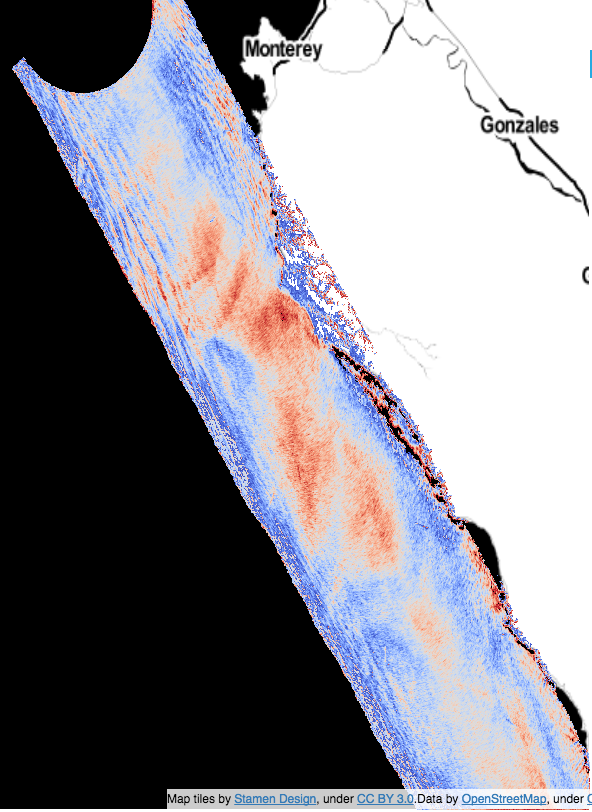 Monterey
Gonzales
Map tiles by Stamen Design, under CC BY 3.0.Data by OpenStreetMap, under